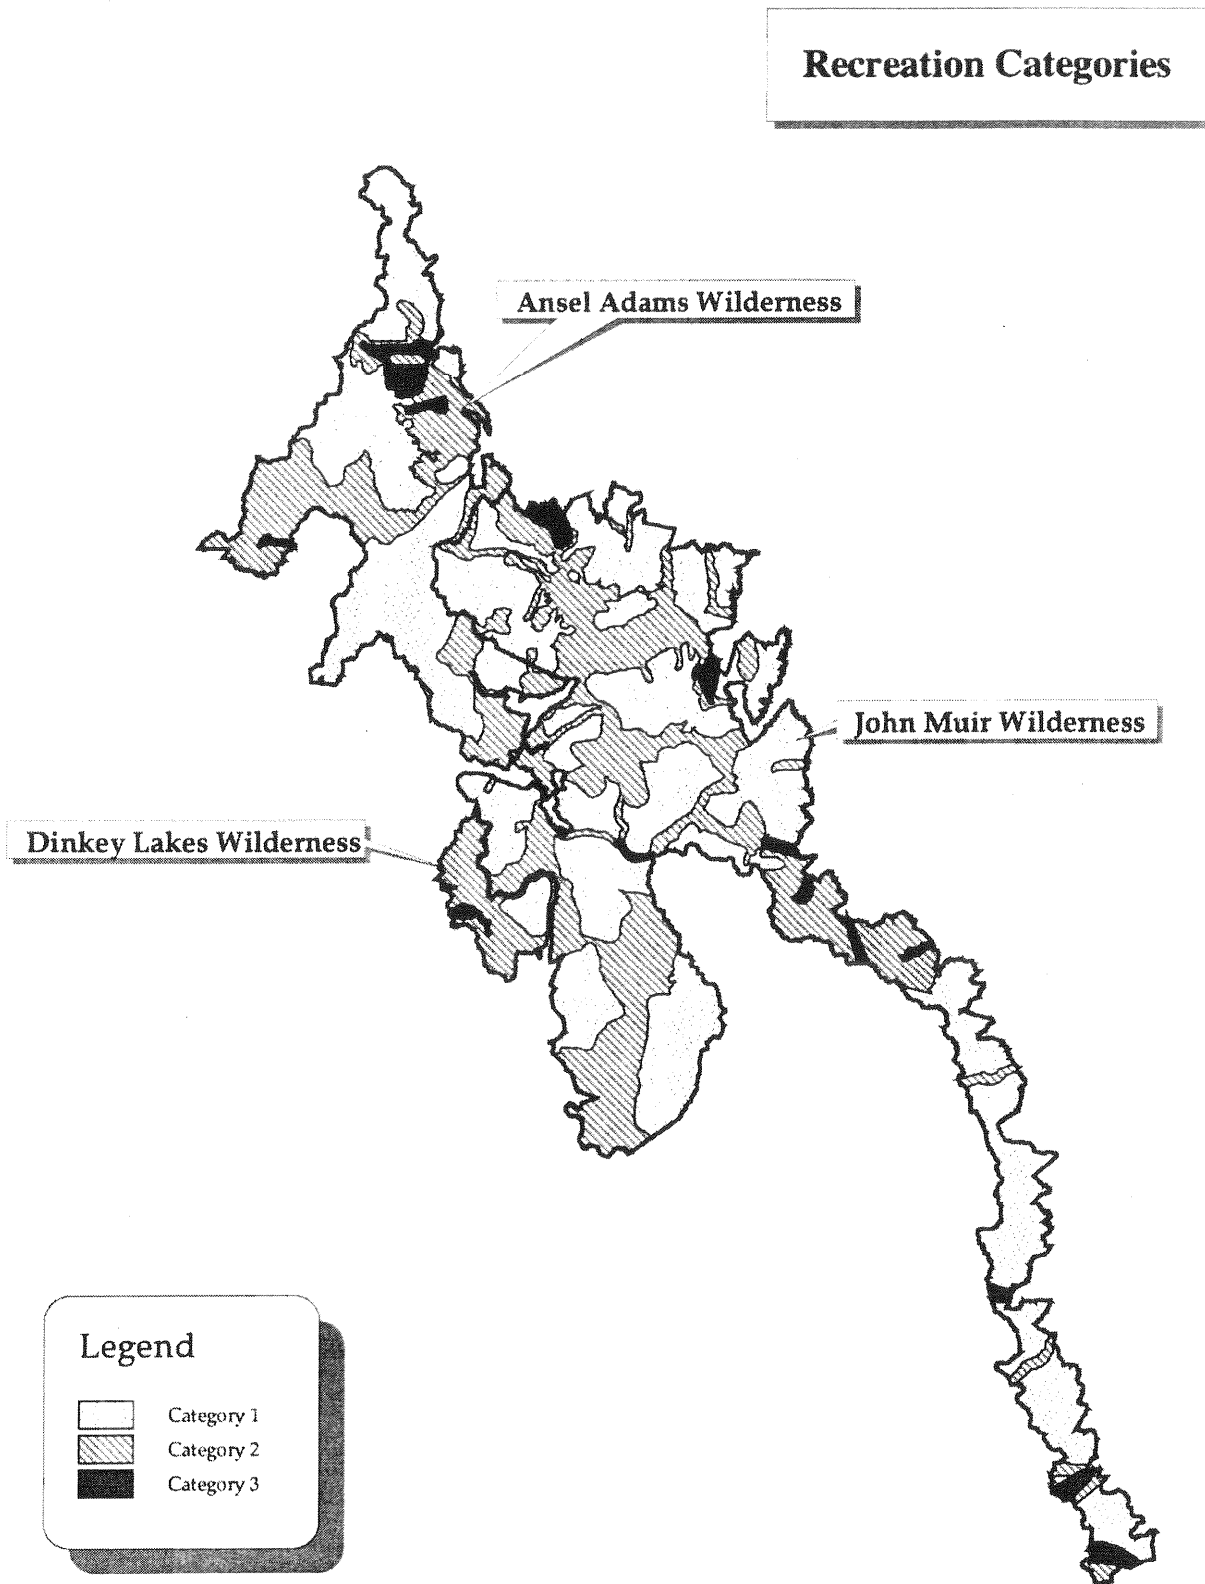 Recreation Categories
Ansel Adams Wilderness
John Muir Wilderness
Dinkey Lakes Wilderness
Legend
Category 1
Category 2
Category 3